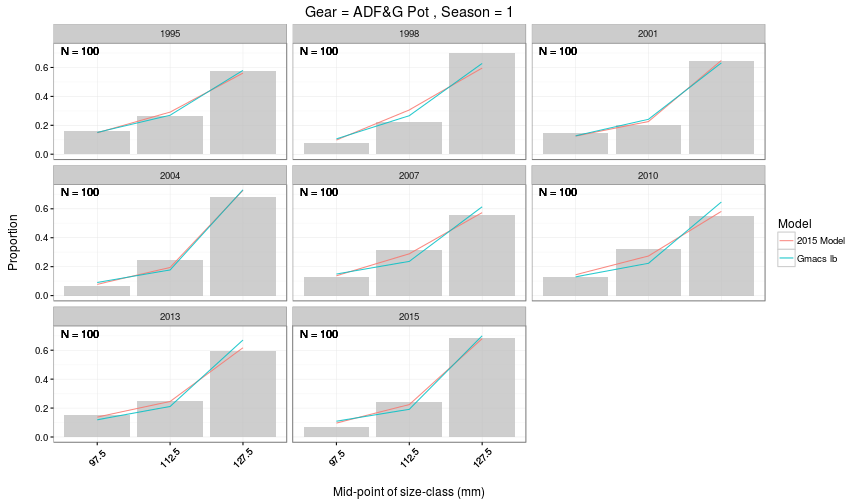 Gear = ADF&G Pot , Season = 1
1995 1998 2001
N = 100 N = 100 N = 100
0.6
0.4
0.2
0.0
2004 2007 2010
N = 100 N = 100 N = 100
0.6
0.4
0.2
0.0
2013 2015
N = 100 N = 100
0.6
0.4
0.2
0.0
97.5 112.5 127.5 97.5 112.5 127.5
Proportion
Mid-point of size-class (mm)
Model
2015 Model
Gmacs Ib